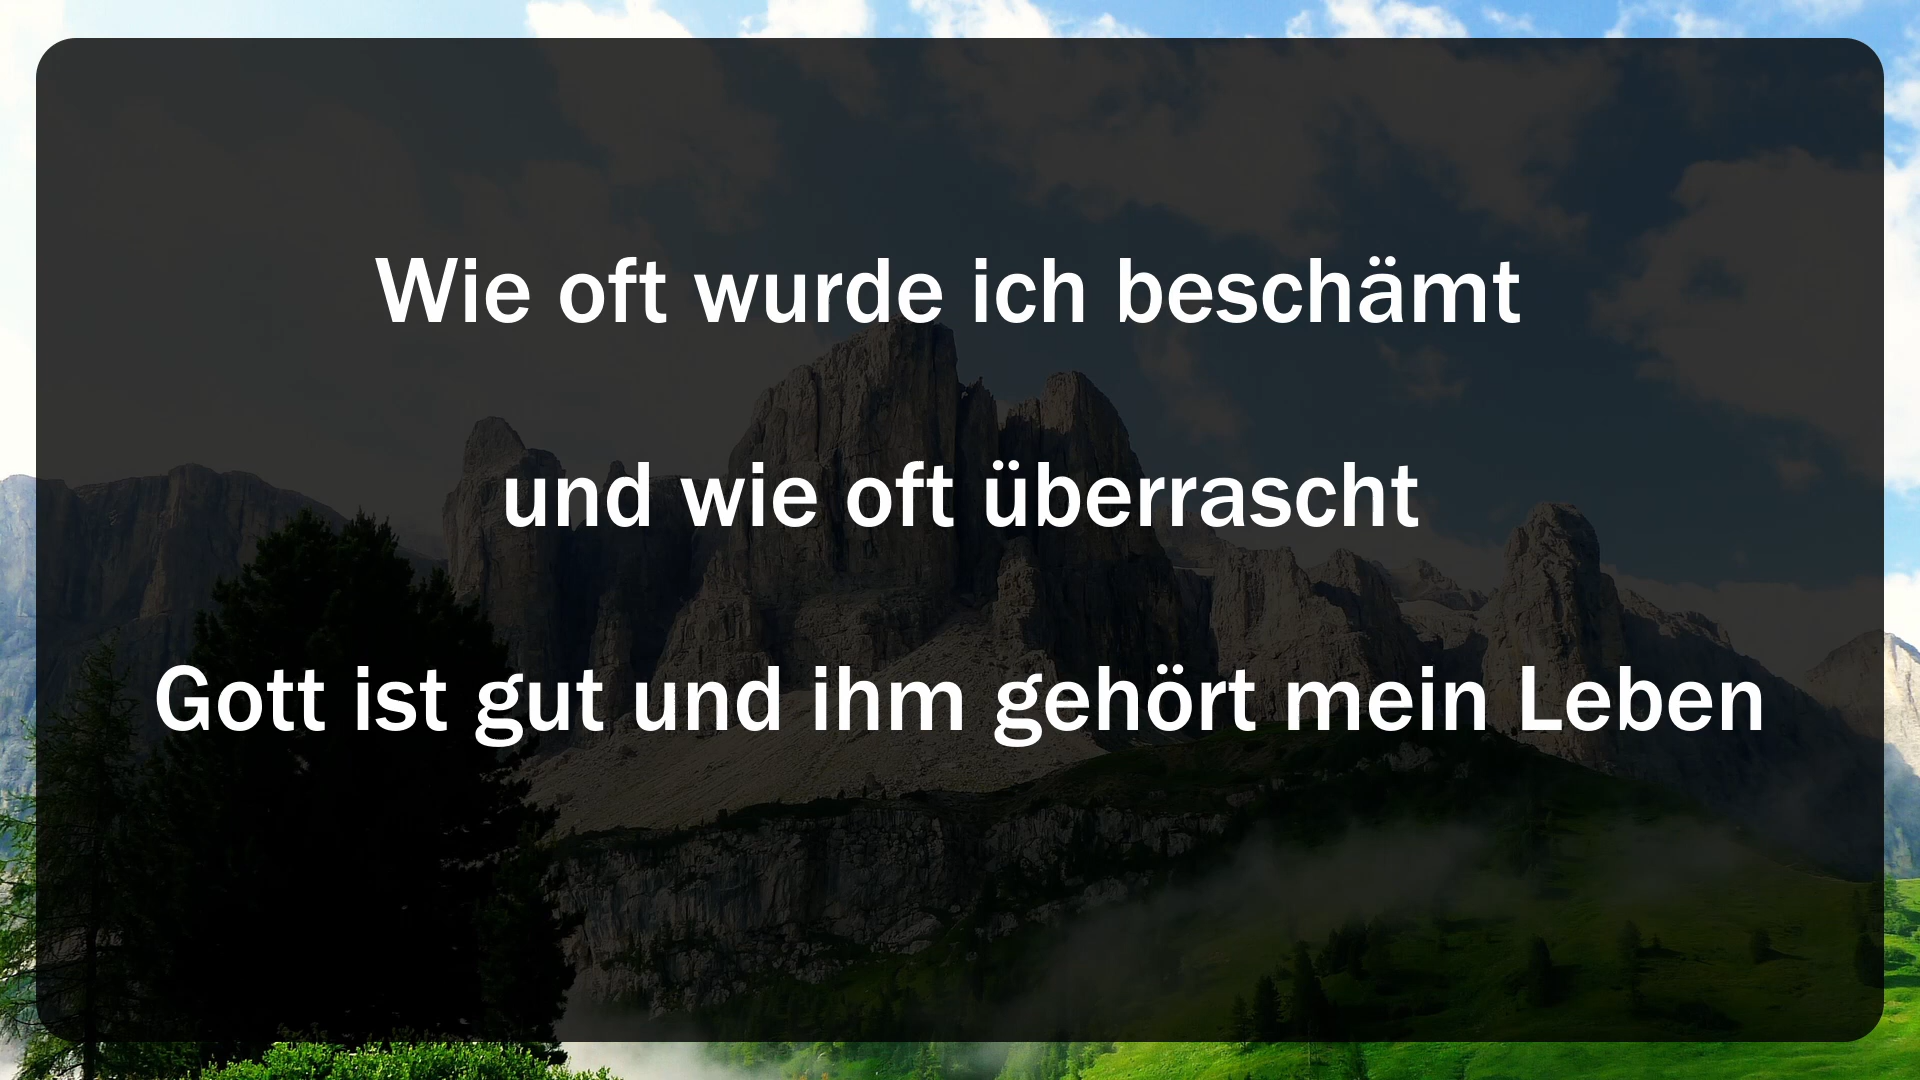 Wie oft wurde ich beschämt
und wie oft überrascht
Gott ist gut und ihm gehört mein Leben